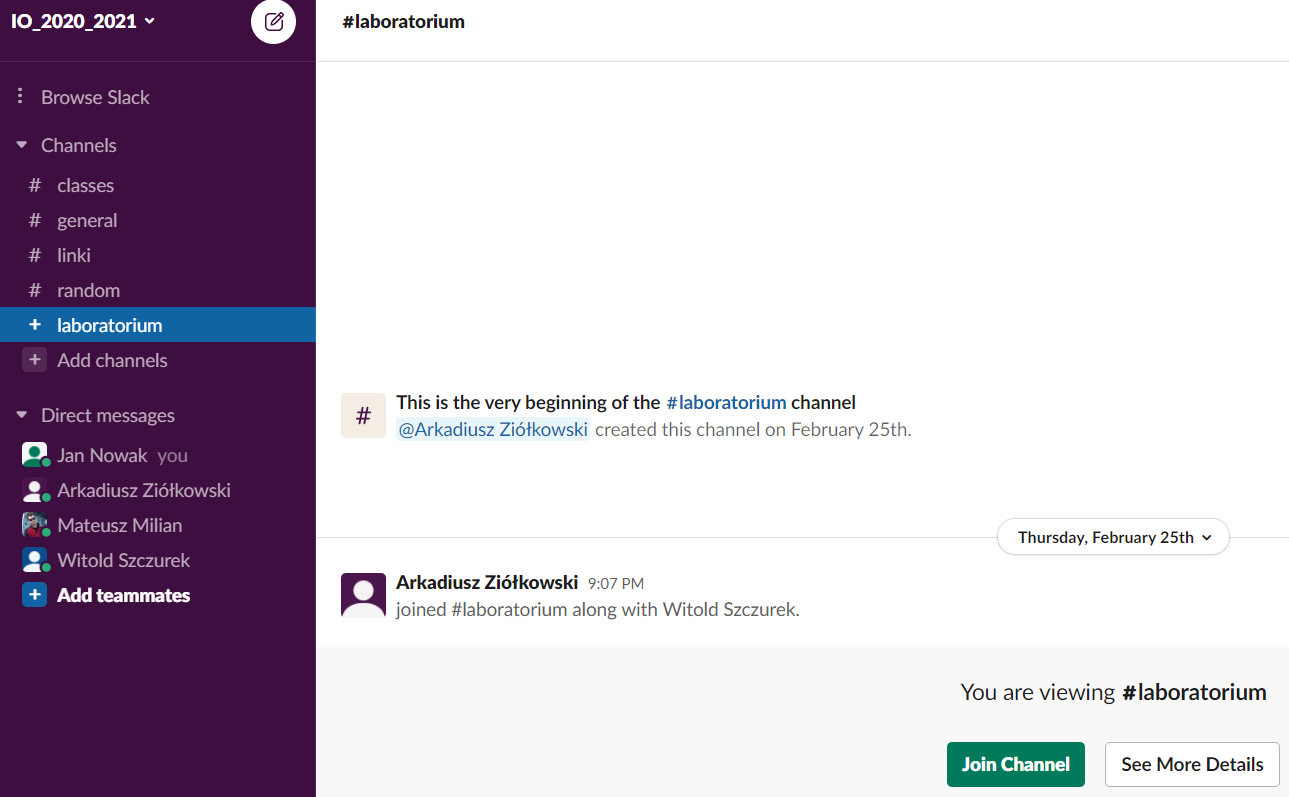 IO_2020_2021
Browse Slack
Channels
# classes
# general
# linki
# random
+ laboratorium
+ Add channels
Direct messages
Jan Nowak you
Arkadiusz Ziółkowski
Mateusz Milian
Witold Szczurek
+ Add teammates
#laboratorium
# This is the very beginning of the #laboratorium channel
@Arkadiusz Ziółkowski created this channel on February 25th.
Thursday, February 25th
Arkadiusz Ziółkowski 9:07 PM
joined #laboratorium along with Witold Szczurek.
You are viewing #laboratorium
Join Channel See More Details